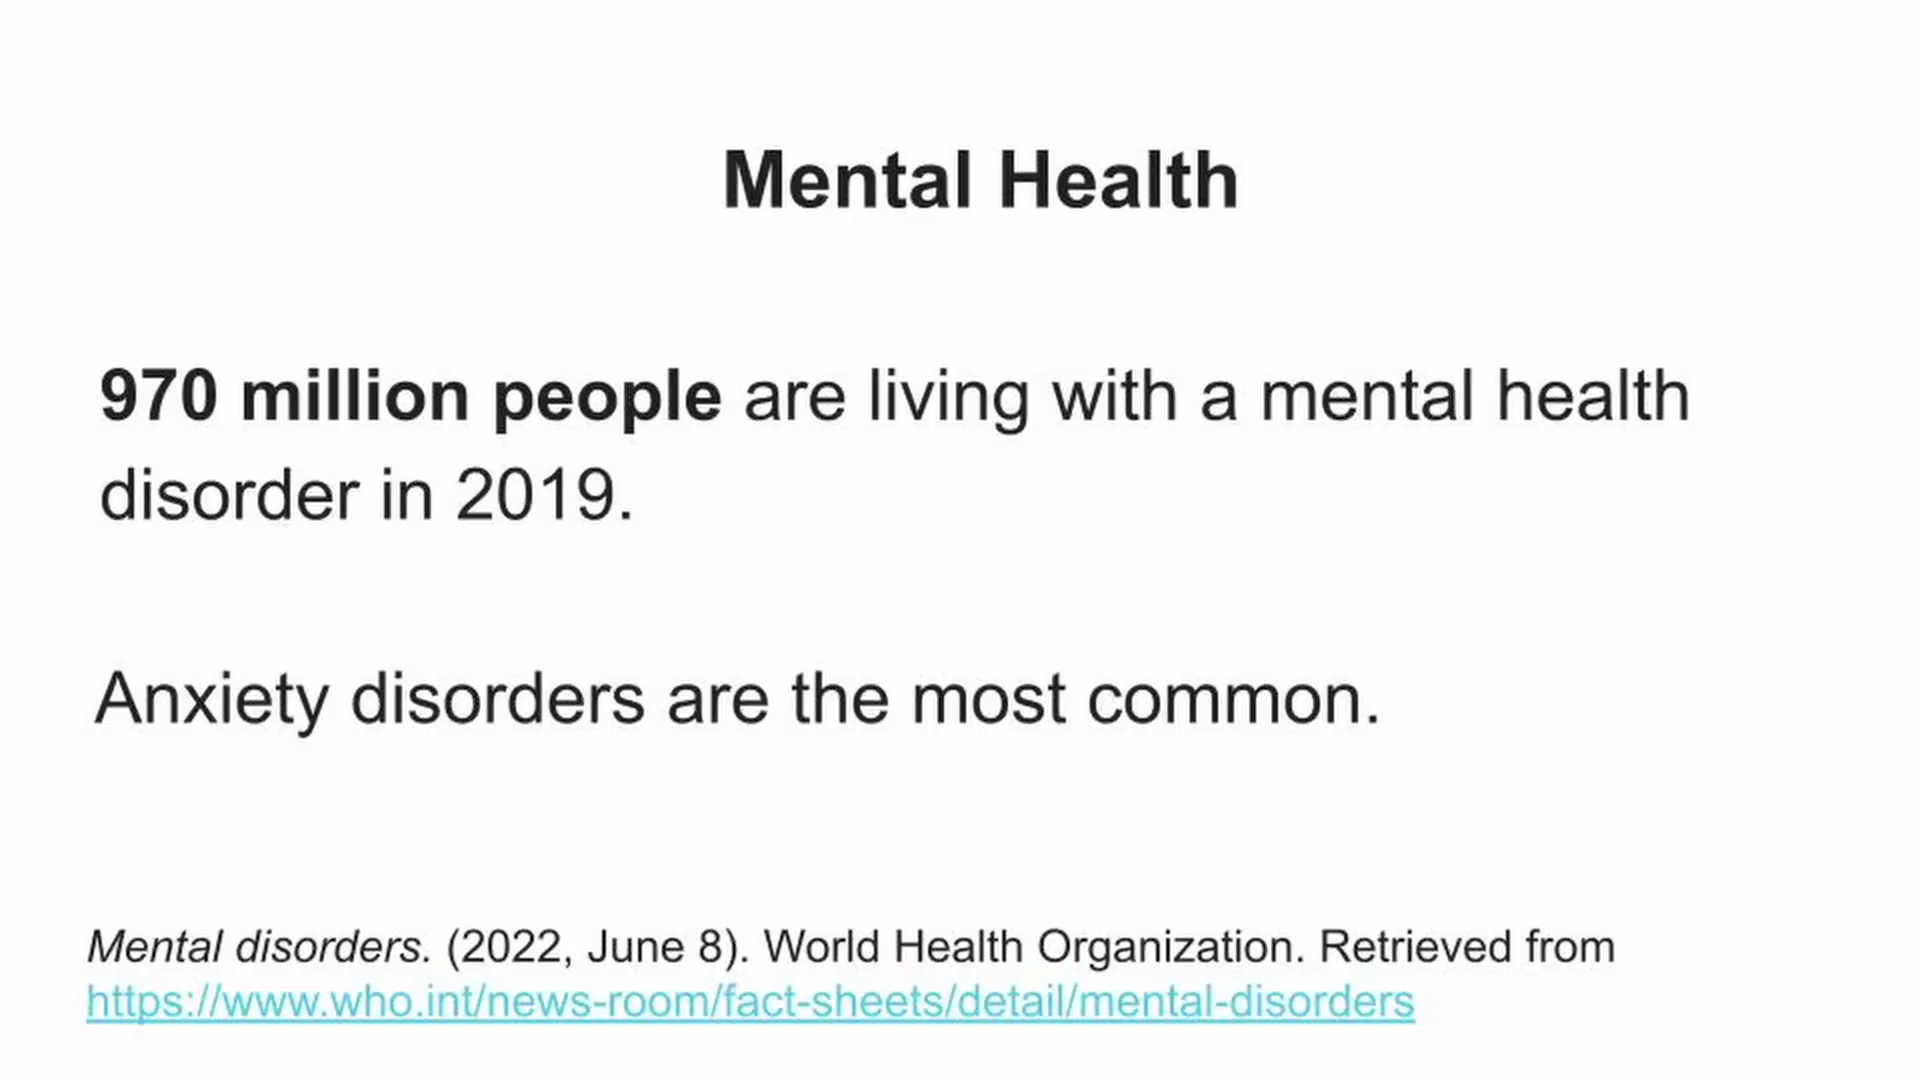 Mental Health
970 million people are living with a mental health
disorder in 2019.
Anxiety disorders are the most common.
Mental disorders. (2022, June 8). World Health Organization. Retrieved from
https://www.who.int/news-room/fact-sheets/detail/mental-disorders